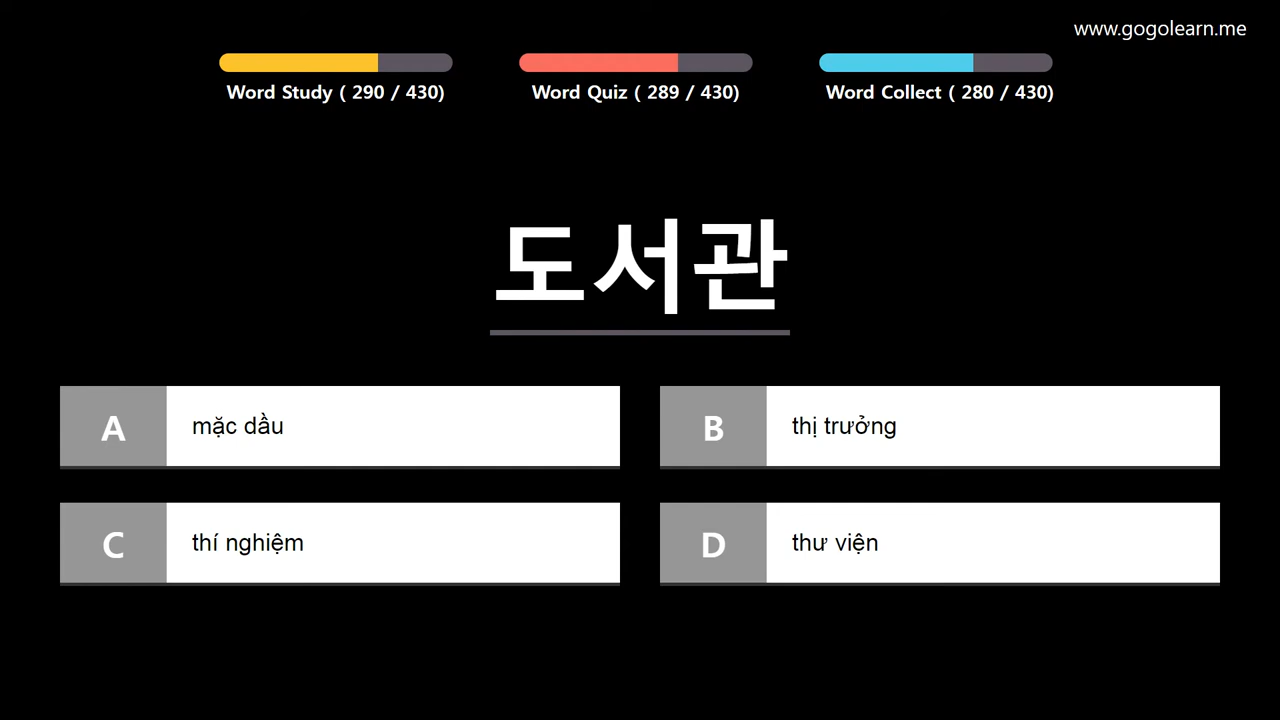 www.gogolearn.me
Word Study ( 290 / 430)
Word Quiz ( 289 / 430)
Word Collect ( 280 / 430)
도서관
A mặc dầu
B thị trưởng
C thí nghiệm
D thư viện